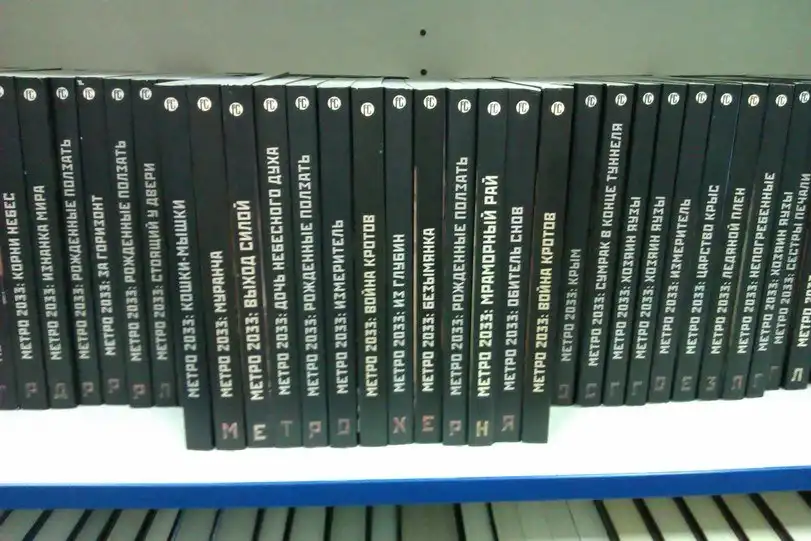 МЕТРО 2033: КОРНИ НЕБЕС
МЕТРО 2033: ИЗНАНКА МИРА
МЕТРО 2033: РОЖДЕННЫЕ ПОЛЗАТЬ
МЕТРО 2033: ЗА ГОРИЗОНТ
МЕТРО 2033: РОЖДЕННЫЕ ПОЛЗАТЬ
МЕТРО 2033: СТОЯЩИЙ У ДВЕРИ
МЕТРО 2033: КОШКИ-МЫШКИ
МЕТРО 2033: МУРАНЧА
МЕТРО 2033: ВЫХОД СИЛОЙ
МЕТРО 2033: ДОЧЬ НЕБЕСНОГО ДУХА
МЕТРО 2033: РОЖДЕННЫЕ ПОЛЗАТЬ
МЕТРО 2033: ИЗМЕРИТЕЛЬ
МЕТРО 2033: ВОЙНА КРОТОВ
МЕТРО 2033: ИЗ ГЛУБИН
МЕТРО 2033: БЕЗЫМЯНКА
МЕТРО 2033: РОЖДЕННЫЕ ПОЛЗАТЬ
МЕТРО 2033: МРАМОРНЫЙ РАЙ
МЕТРО 2033: ОБИТЕЛЬ СНОВ
МЕТРО 2033: ВОЙНА КРОТОВ
МЕТРО 2033: КРЫМ
МЕТРО 2033: СУМРАК В КОНЦЕ ТУННЕЛЯ
МЕТРО 2033: ХОЗЯИН ЯУЗЫ
МЕТРО 2033: ХОЗЯИН ЯУЗЫ
МЕТРО 2033: ИЗМЕРИТЕЛЬ
МЕТРО 2033: ЦАРСТВО КРЫС
МЕТРО 2033: ЛЕДЯНОЙ ПЛЕН
МЕТРО 2033: НЕПОГРЕБЕННЫЕ
МЕТРО 2033: ХОЗЯИН ЯУЗЫ
МЕТРО 2033: СЕСТРЫ ПЕЧАЛИ
М Е Т Р О Х Е Р Н Я